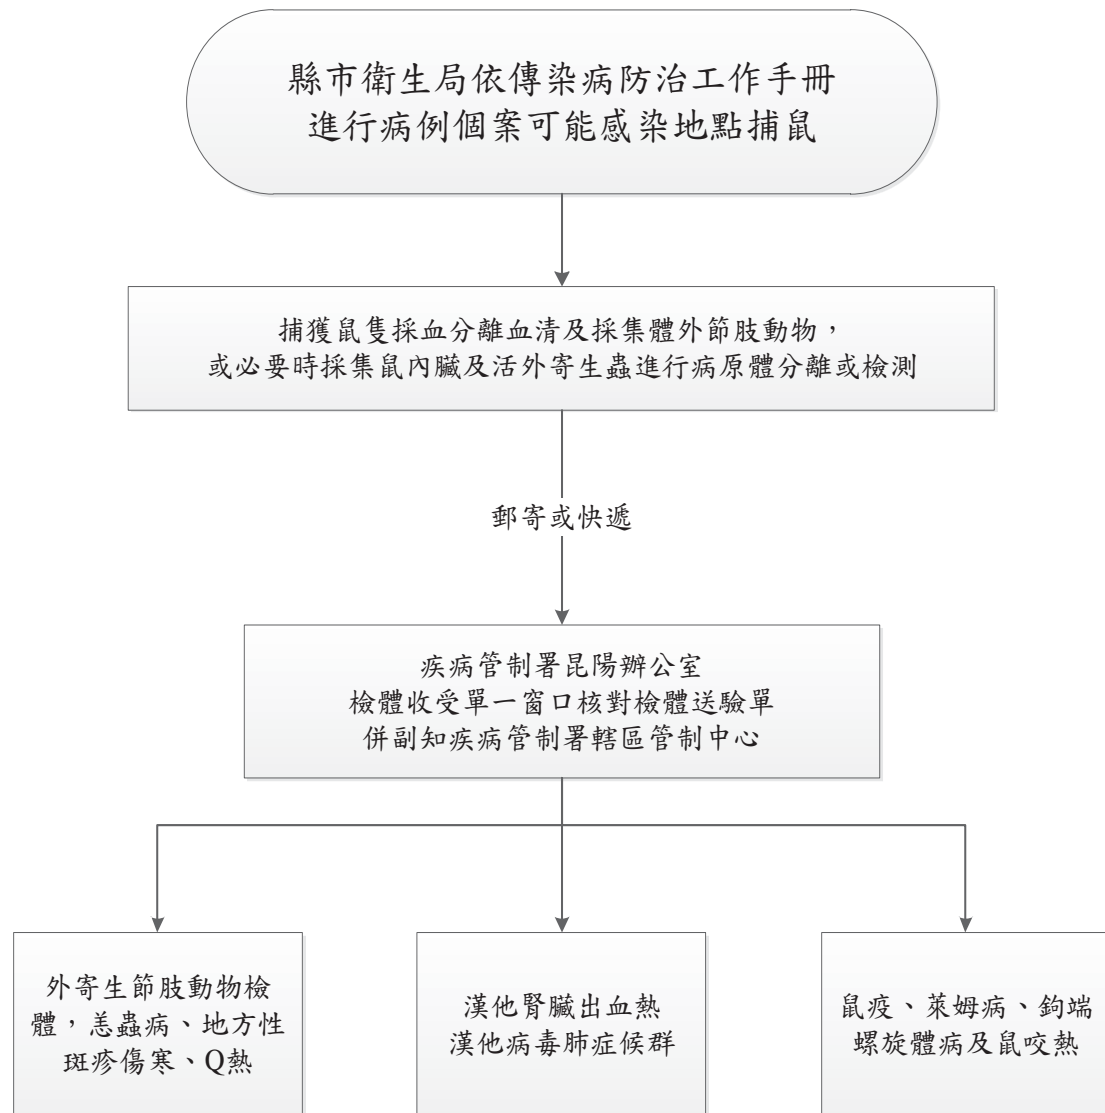 縣市衛生局依傳染病防治工作手冊
進行病例個案可能感染地點捕鼠
捕獲鼠隻採血分離血清及採集體外節肢動物，
或必要時採集鼠內臟及活外寄生蟲進行病原體分離或檢測
郵寄或快遞
疾病管制署昆陽辦公室
檢體收受單一窗口核對檢體送驗單
併副知疾病管制署轄區管制中心
外寄生節肢動物檢
體，恙蟲病、地方性
斑疹傷寒、Q熱
漢他腎臟出血熱
漢他病毒肺症候群
鼠疫、萊姆病、鉤端
螺旋體病及鼠咬熱